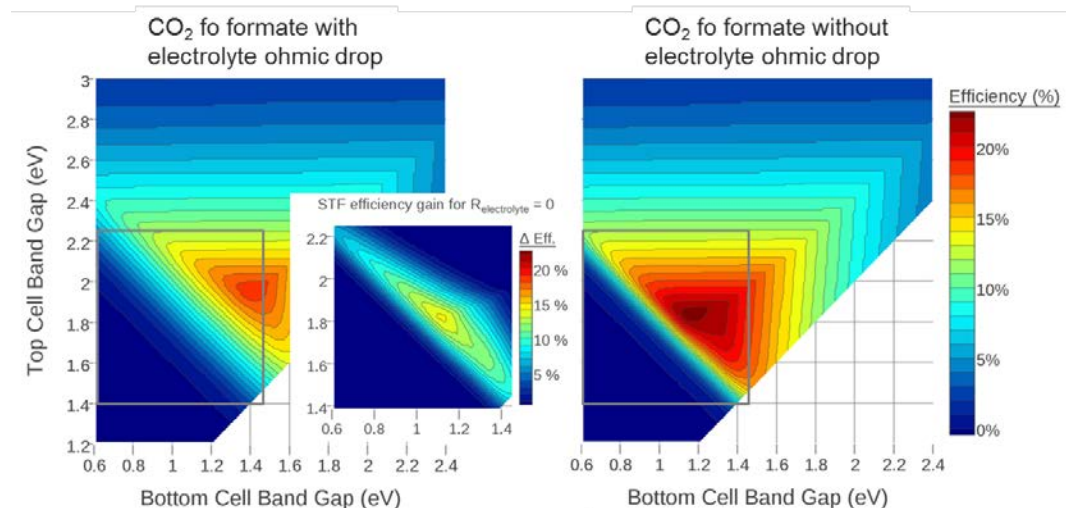 CO₂ fo formate with
electrolyte ohmic drop
CO₂ fo formate without
electrolyte ohmic drop
Top Cell Band Gap (eV)
3
2.8
2.6
2.4
2.2
2
1.8
1.6
1.4
1.2
0.6 0.8 1 1.2 1.4 1.6 2.2 2.4
Bottom Cell Band Gap (eV)
STF efficiency gain for Relectrolyte = 0
2.2
2
1.8
1.6
1.4
0.6 0.8 1 1.2 1.4
Δ Eff.
20 %
15 %
10 %
5 %
0.6 0.8 1 1.2 1.4 1.6 1.8 2 2.2 2.4
Bottom Cell Band Gap (eV)
Efficiency (%)
20%
15%
10%
5%
0%